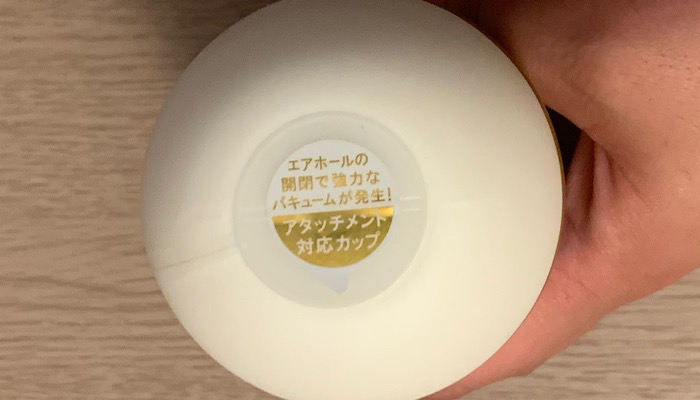 エアホールの
開閉で強力な
バキュームが発生!
アタッチメント
対応カップ